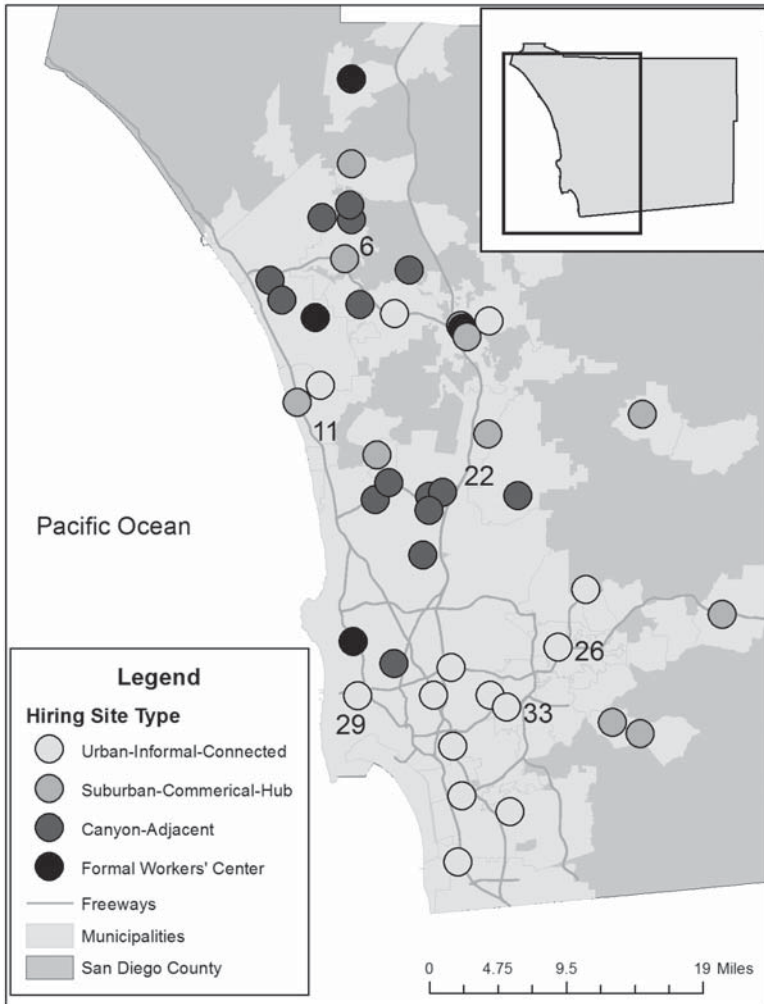 6
11
22
Pacific Ocean
26
29
33
Legend
Hiring Site Type
Urban-Informal-Connected
Suburban-Commerical-Hub
Canyon-Adjacent
Formal Workers' Center
Freeways
Municipalities
San Diego County
0 4.75 9.5 19 Miles